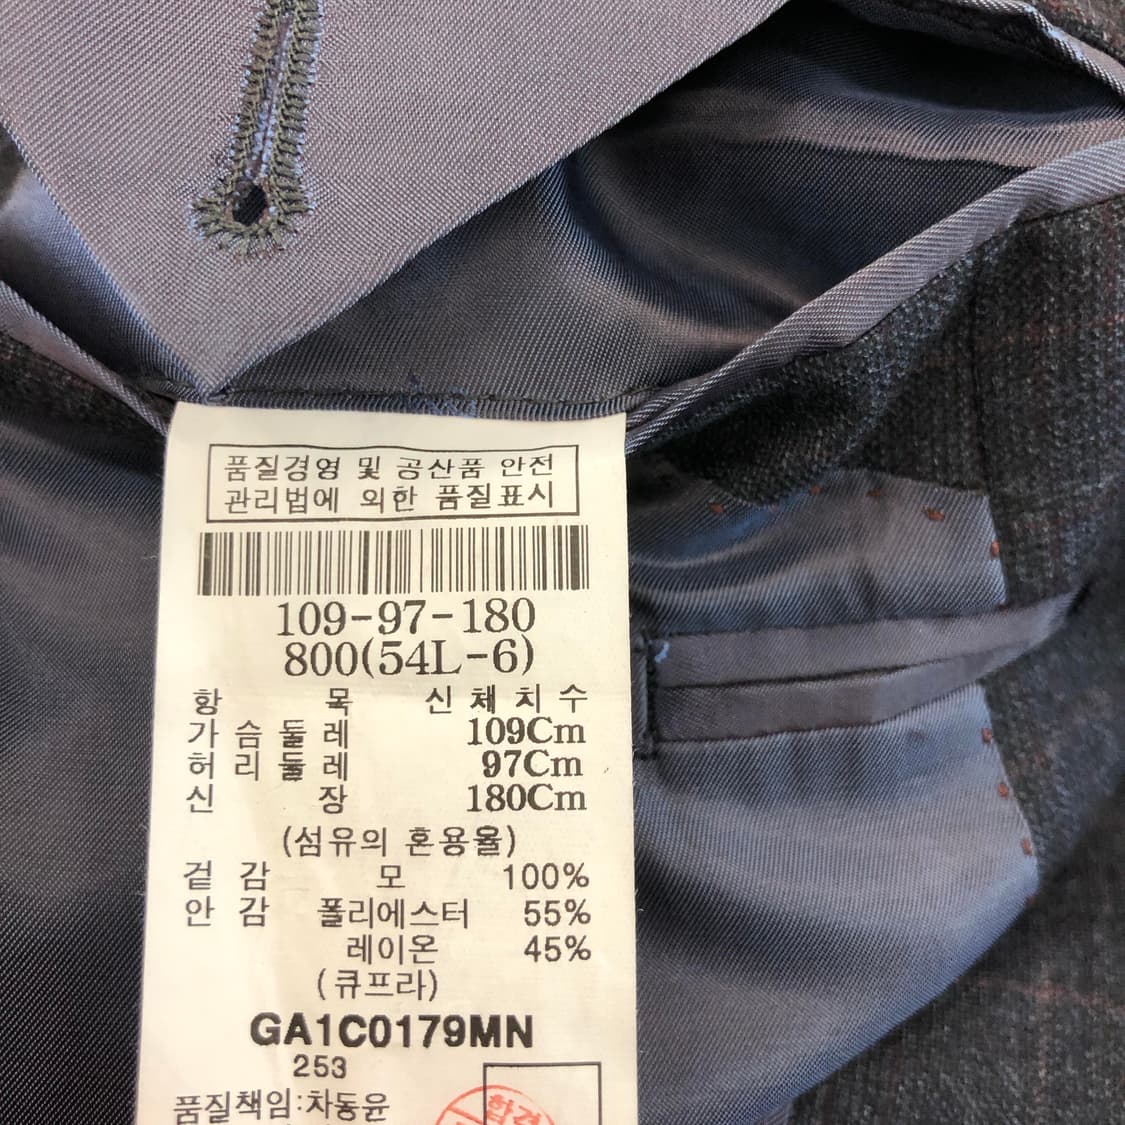 품질경영 및 공산품 안전
관리법에 의한 품질표시
109-97-180
800(54L-6)
항 목 신체치수
가슴둘레 109Cm
허리둘레 97Cm
신 장 180Cm
(섬유의 혼용율)
겉 감 모 100%
안 감 폴리에스터 55%
레이온 45%
(큐프라)
GA1C0179MN
253
품질책임:차동윤
합격